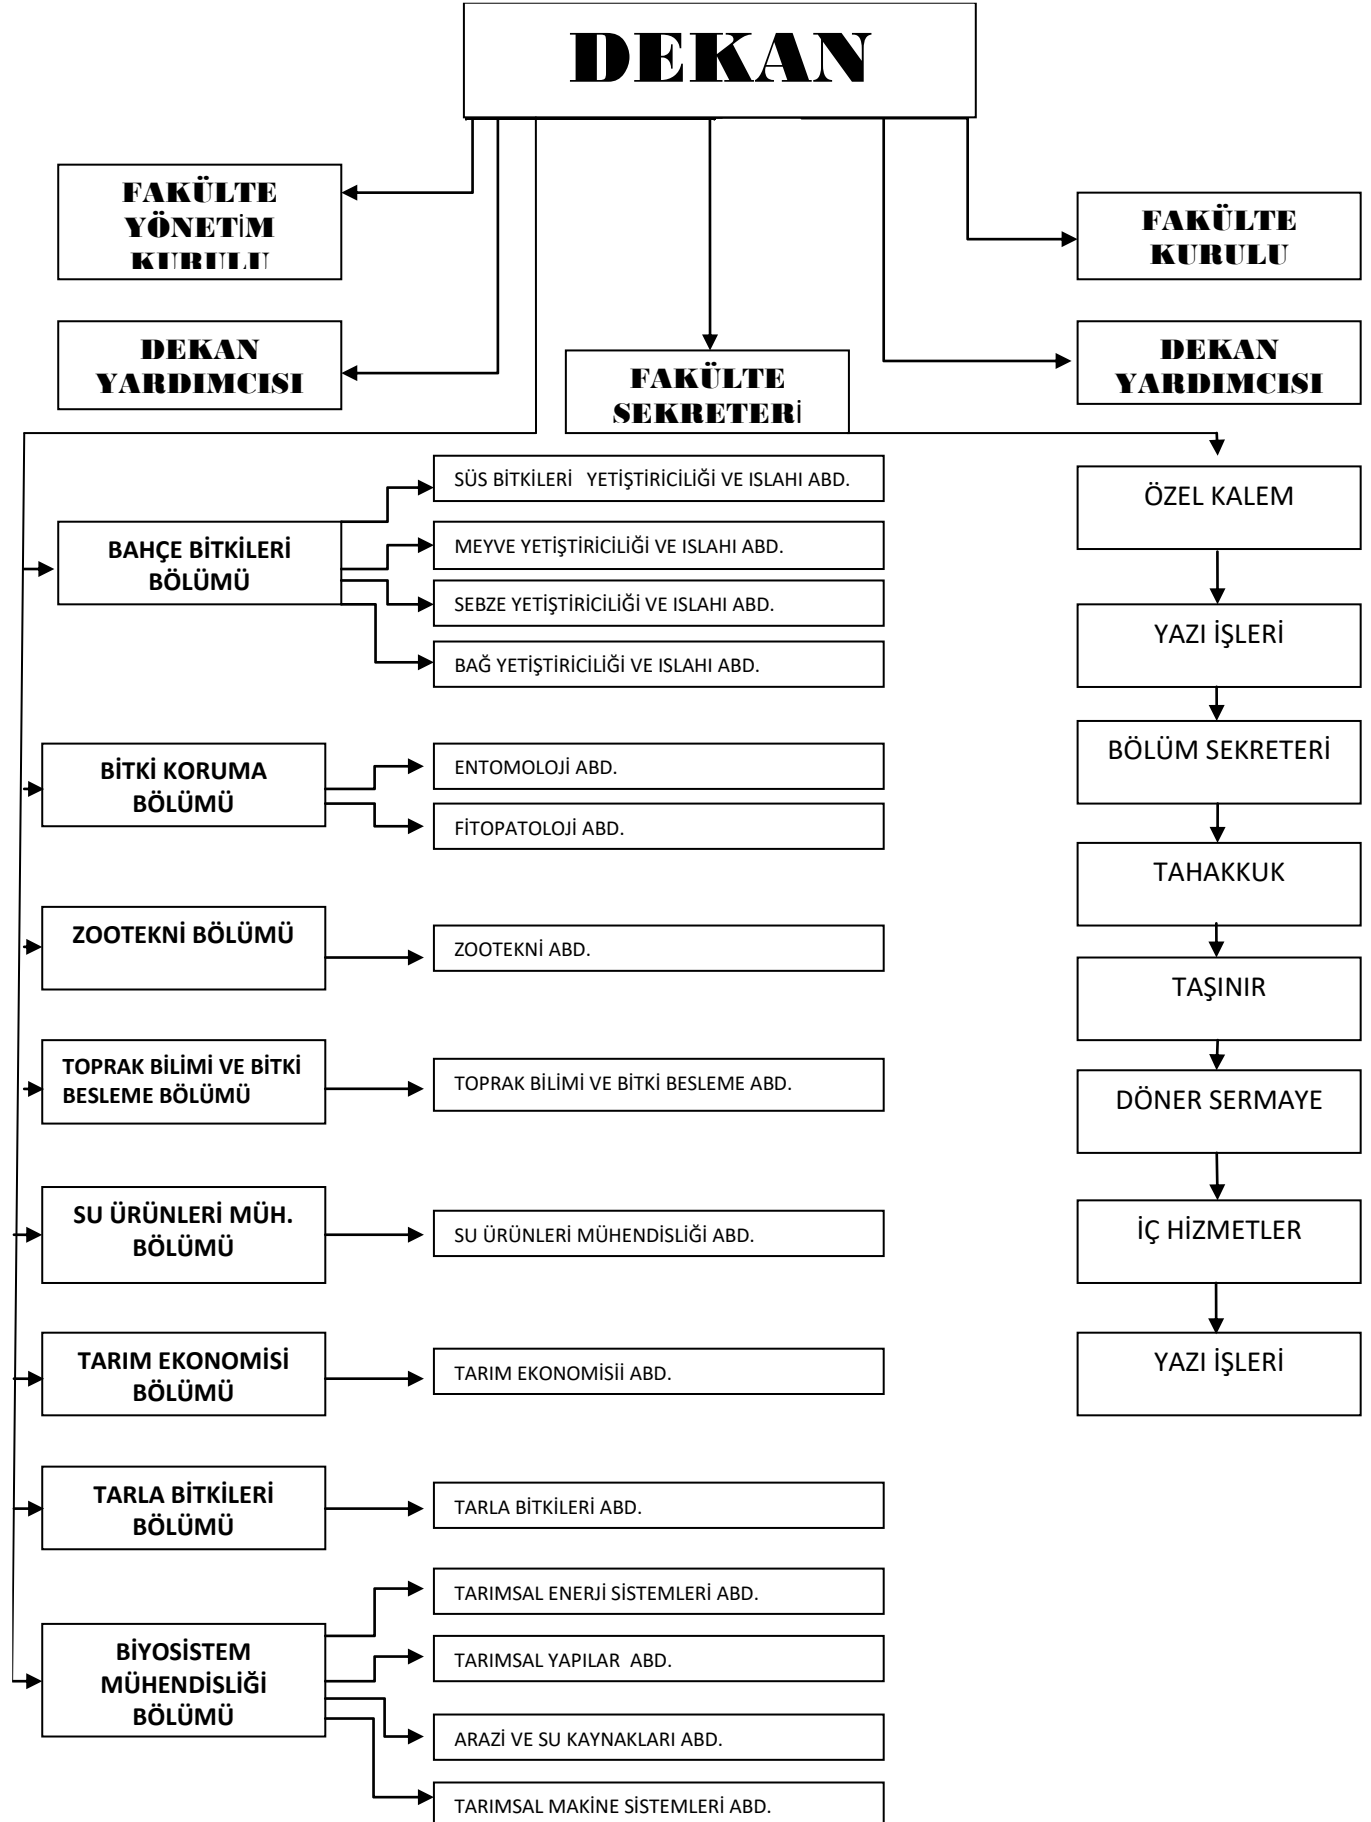 DEKAN
FAKÜLTE
YÖNETİM
KURULU
FAKÜLTE
KURULU
DEKAN
YARDIMCISI
FAKÜLTE
SEKRETERİ
DEKAN
YARDIMCISI
SÜS BİTKİLERİ YETİŞTİRİCİLİĞİ VE ISLAHI ABD.
BAHÇE BİTKİLERİ
BÖLÜMÜ
MEYVE YETİŞTİRİCİLİĞİ VE ISLAHI ABD.
SEBZE YETİŞTİRİCİLİĞİ VE ISLAHI ABD.
BAĞ YETİŞTİRİCİLİĞİ VE ISLAHI ABD.
BİTKİ KORUMA
BÖLÜMÜ
ENTOMOLOJİ ABD.
FİTOPATOLOJİ ABD.
ZOOTEKNİ BÖLÜMÜ
ZOOTEKNİ ABD.
TOPRAK BİLİMİ VE BİTKİ
BESLEME BÖLÜMÜ
TOPRAK BİLİMİ VE BİTKİ BESLEME ABD.
SU ÜRÜNLERİ MÜH.
BÖLÜMÜ
SU ÜRÜNLERİ MÜHENDİSLİĞİ ABD.
TARIM EKONOMİSİ
BÖLÜMÜ
TARIM EKONOMİSİİ ABD.
TARLA BİTKİLERİ
BÖLÜMÜ
TARLA BİTKİLERİ ABD.
BİYOSİSTEM
MÜHENDİSLİĞİ
BÖLÜMÜ
TARIMSAL ENERJİ SİSTEMLERİ ABD.
TARIMSAL YAPILAR ABD.
ARAZİ VE SU KAYNAKLARI ABD.
TARIMSAL MAKİNE SİSTEMLERİ ABD.
ÖZEL KALEM
YAZI İŞLERİ
BÖLÜM SEKRETERİ
TAHAKKUK
TAŞINIR
DÖNER SERMAYE
İÇ HİZMETLER
YAZI İŞLERİ